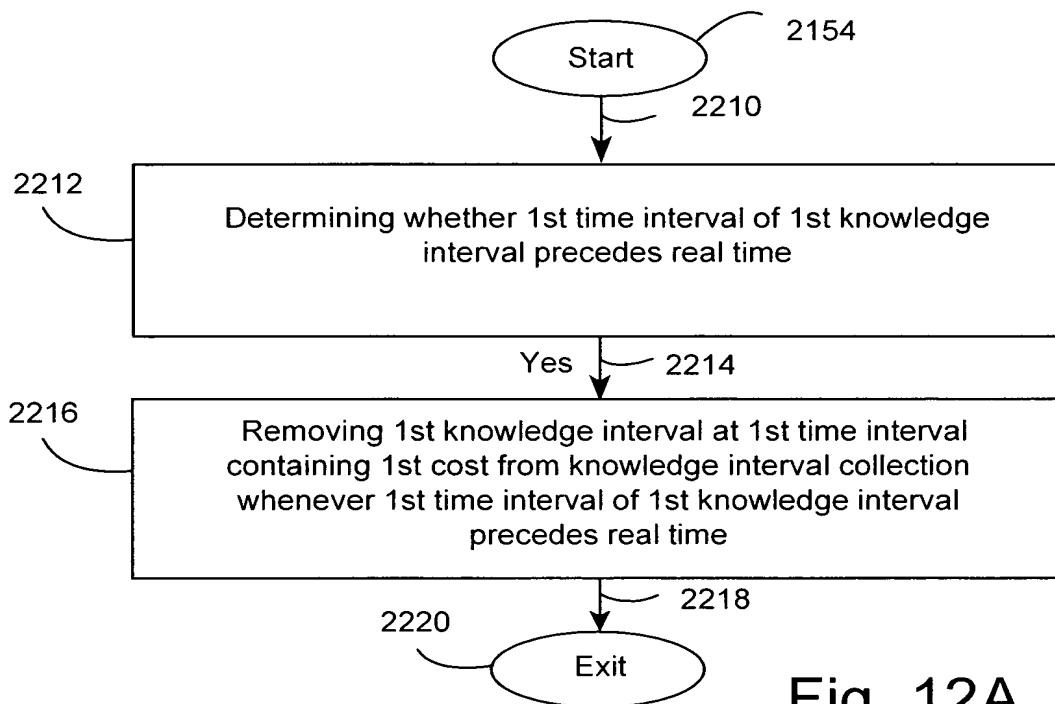 Start
2154
2210
2212
Determining whether 1st time interval of 1st knowledge
interval precedes real time
Yes
2214
2216
Removing 1st knowledge interval at 1st time interval
containing 1st cost from knowledge interval collection
whenever 1st time interval of 1st knowledge interval
precedes real time
2218
2220
Exit
Fig. 12A